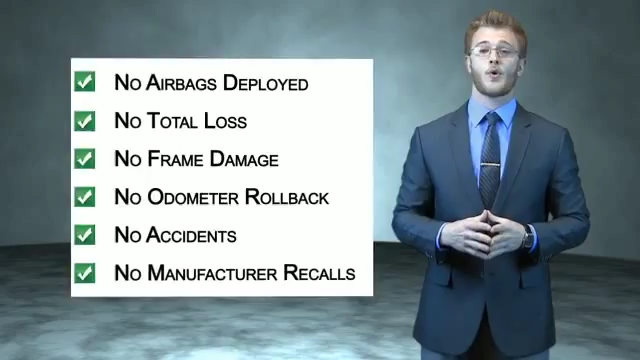 No Airbags Deployed
No Total Loss
No Frame Damage
No Odometer Rollback
No Accidents
No Manufacturer Recalls